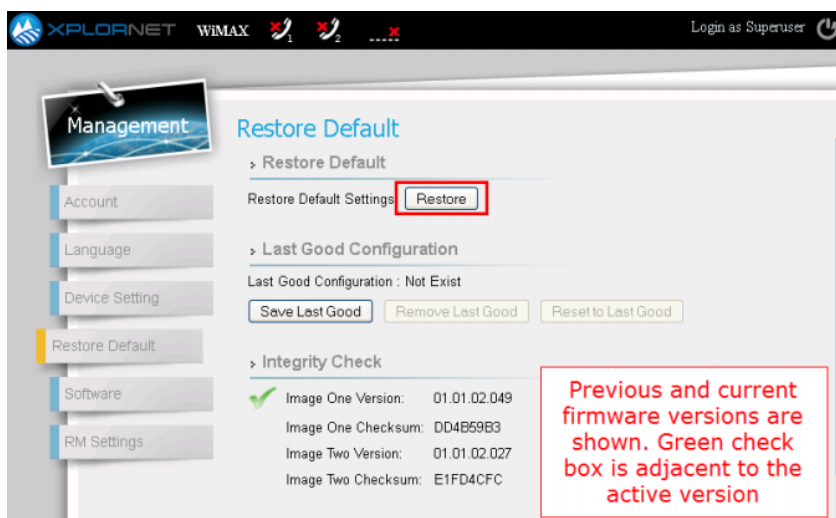 XPLORNET WiMAX 1 2 Login as Superuser
Management
Account
Language
Device Setting
Restore Default
Software
RM Settings
Restore Default
Restore Default
Restore Default Settings Restore
Last Good Configuration
Last Good Configuration : Not Exist
Save Last Good Remove Last Good Reset to Last Good
Integrity Check
Image One Version: 01.01.02.049
Image One Checksum: DD4B59B3
Image Two Version: 01.01.02.027
Image Two Checksum: E1FD4CFC
Previous and current
firmware versions are
shown. Green check
box is adjacent to the
active version